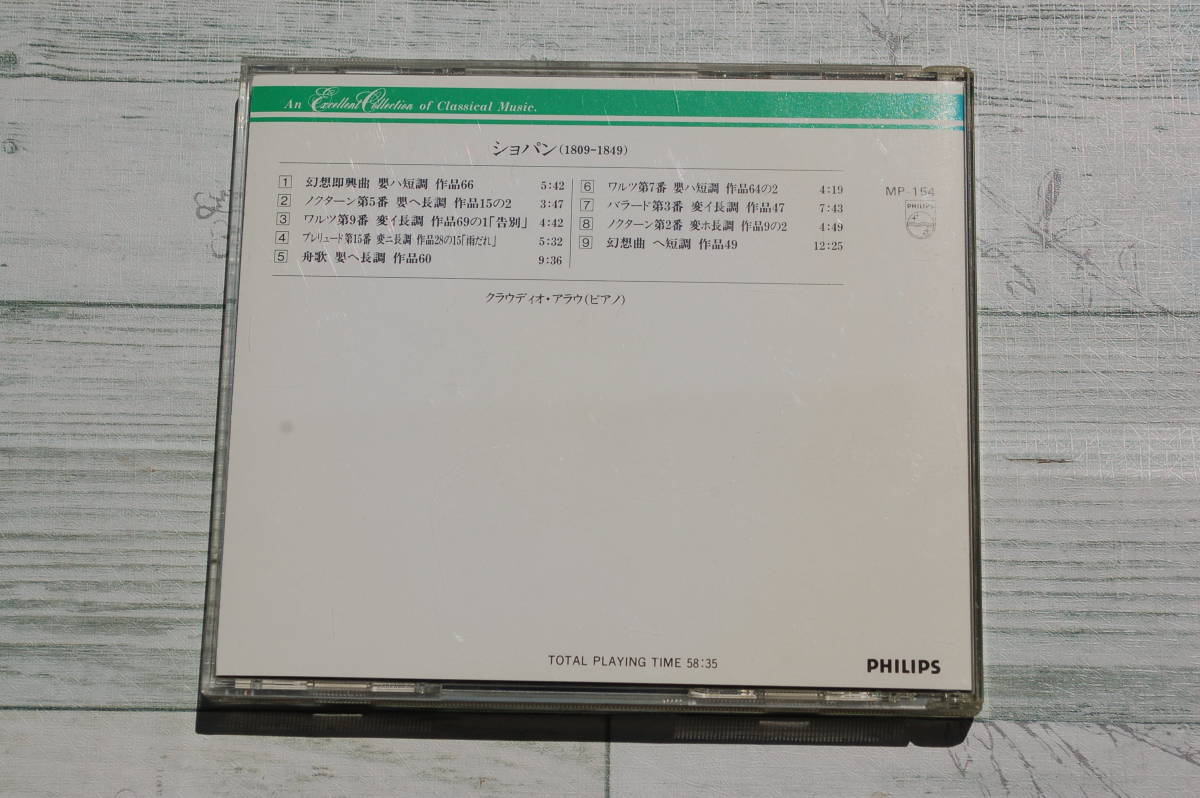 An Excellent Collection of Classical Music.
ショパン(1809-1849)
1 幻想即興曲 嬰ハ短調 作品66 5:42
2 ノクターン第5番 嬰ヘ長調 作品15の2 3:47
3 ワルツ第9番 変イ長調 作品69の1「告別」 4:42
4 プレリュード第15番 変ニ長調 作品28の15「雨だれ」 5:32
5 舟歌 嬰ヘ長調 作品60 9:36
6 ワルツ第7番 嬰ハ短調 作品64の2 4:19
7 バラード第3番 変イ長調 作品47 7:43
8 ノクターン第2番 変ホ長調 作品9の2 4:49
9 幻想曲 ヘ短調 作品49 12:25
MP-154
PHILIPS
クラウディオ・アラウ(ピアノ)
TOTAL PLAYING TIME 58:35
PHILIPS